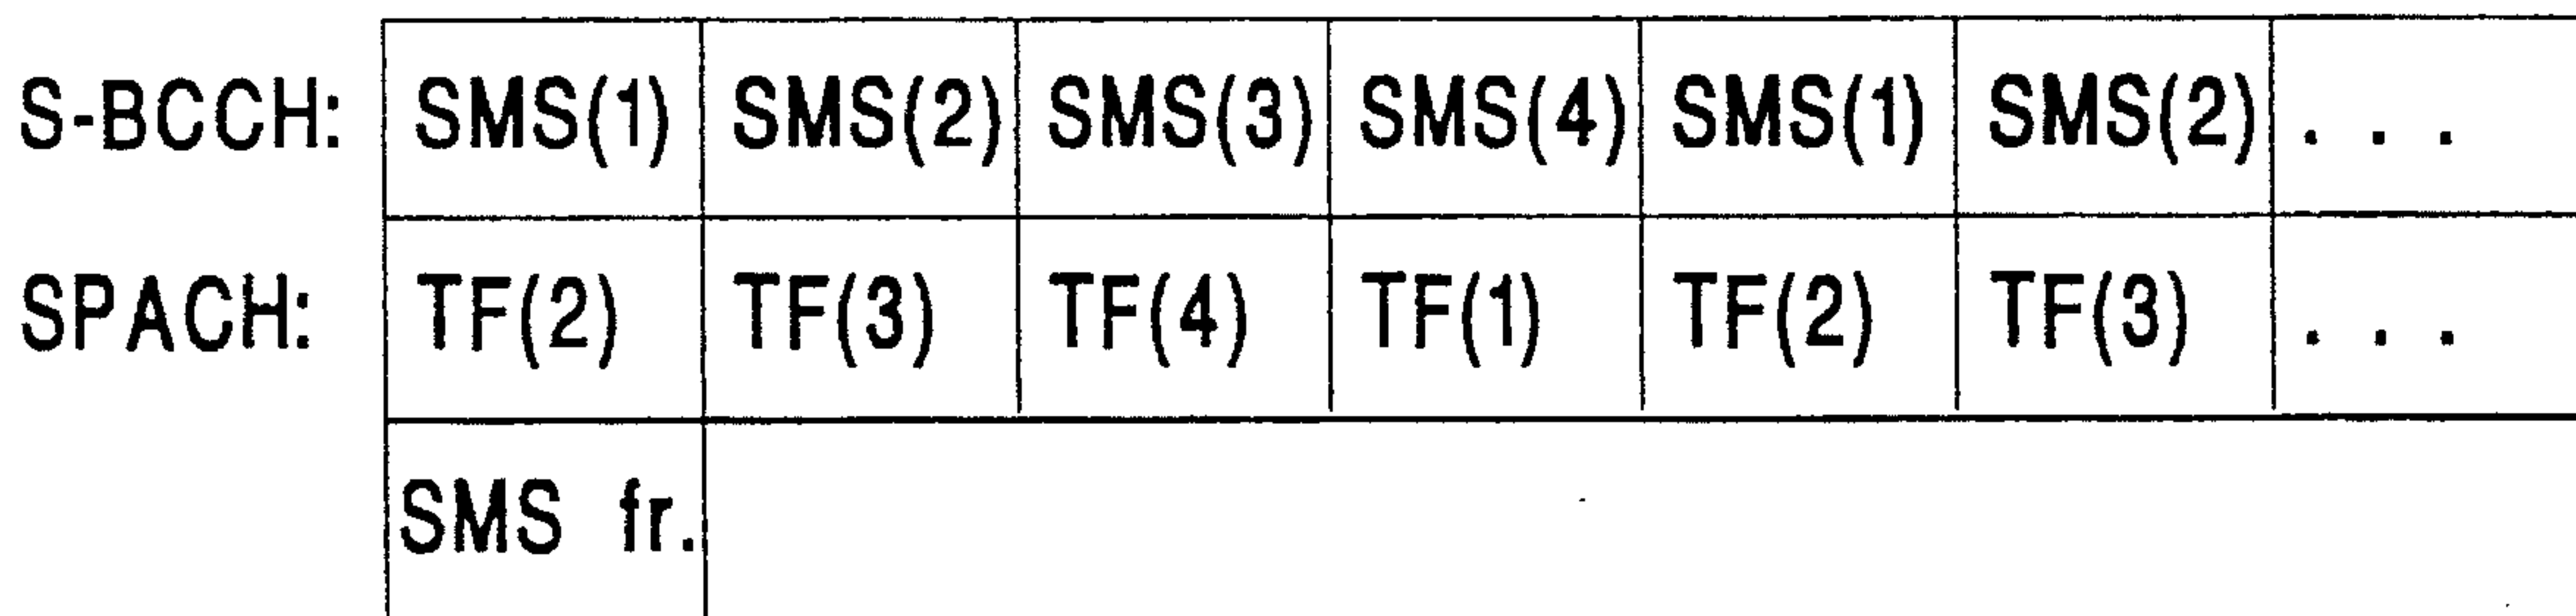 S-BCCH: SMS(1) SMS(2) SMS(3) SMS(4) SMS(1) SMS(2) . . .
SPACH: TF(2) TF(3) TF(4) TF(1) TF(2) TF(3) . . .
SMS fr.